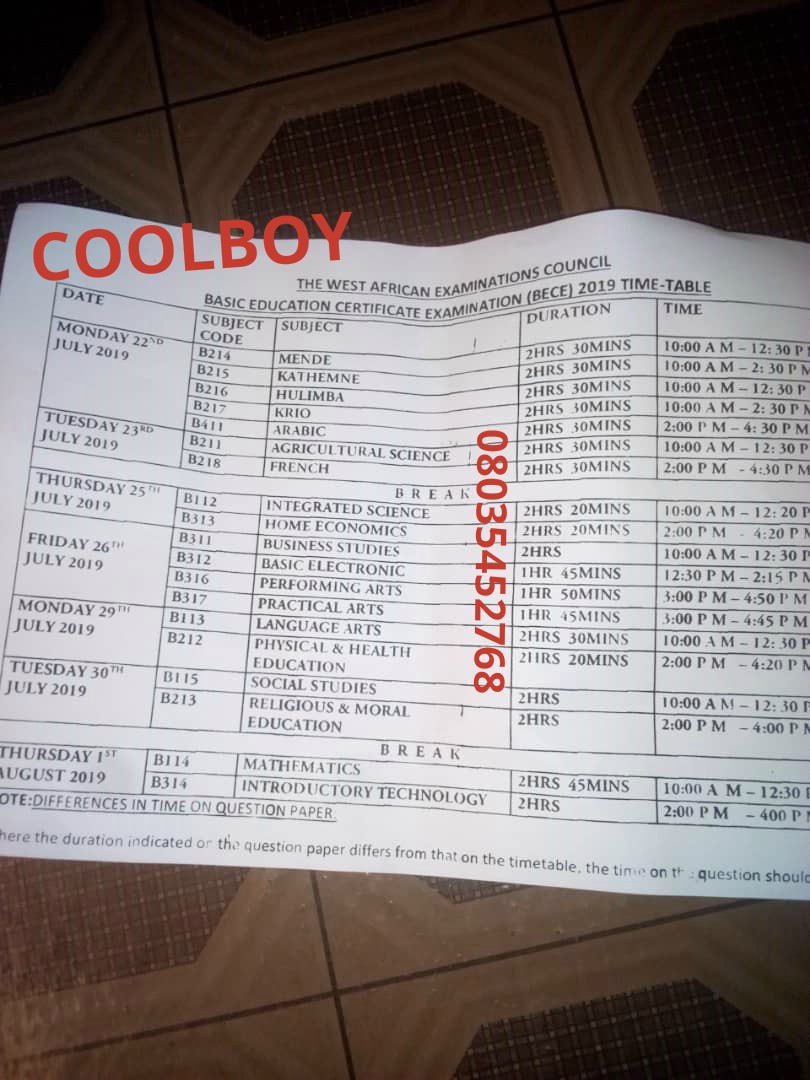 COOLBOY
THE WEST AFRICAN EXAMINATIONS COUNCIL
BASIC EDUCATION CERTIFICATE EXAMINATION (BECE) 2019 TIME-TABLE
DATE SUBJECT CODE SUBJECT DURATION TIME
MONDAY 22ND JULY 2019 B214 MENDE 2HRS 30MINS 10:00 A M – 12: 30 P
B215 KATHEMNE 2HRS 30MINS 10:00 A M – 2: 30 P M
B216 HULIMBA 2HRS 30MINS 10:00 A M – 12: 30 P
B217 KRIO 2HRS 30MINS 10:00 A M – 2: 30 P M
B411 ARABIC 2HRS 30MINS 2:00 P M – 4: 30 P M
TUESDAY 23RD JULY 2019 B211 AGRICULTURAL SCIENCE 2HRS 30MINS 10:00 A M – 12: 30 P
B218 FRENCH 2HRS 30MINS 2:00 P M - 4:30 P M
B R E A K
THURSDAY 25TH JULY 2019 B112 INTEGRATED SCIENCE 2HRS 20MINS 10:00 A M – 12: 20 P
B313 HOME ECONOMICS 2HRS 20MINS 2:00 P M - 4:20 P M
FRIDAY 26TH JULY 2019 B311 BUSINESS STUDIES 2HRS 10:00 A M – 12: 30 P
B312 BASIC ELECTRONIC 1HR 45MINS 12:30 P M – 2:15 P M
B316 PERFORMING ARTS 1HR 50MINS 3:00 P M – 4:50 P M
B317 PRACTICAL ARTS 1HR 45MINS 3:00 P M – 4:45 P M
MONDAY 29TH JULY 2019 B113 LANGUAGE ARTS 2HRS 30MINS 10:00 A M – 12: 30 P
B212 PHYSICAL & HEALTH EDUCATION 2HRS 20MINS 2:00 P M – 4:20 P M
TUESDAY 30TH JULY 2019 B115 SOCIAL STUDIES 2HRS 10:00 A M – 12: 30 P
B213 RELIGIOUS & MORAL EDUCATION 2HRS 2:00 P M – 4:00 P M
B R E A K
THURSDAY 1ST AUGUST 2019 B114 MATHEMATICS 2HRS 45MINS 10:00 A M – 12:30
B314 INTRODUCTORY TECHNOLOGY 2HRS 2:00 P M – 400 P M
OTE:DIFFERENCES IN TIME ON QUESTION PAPER.
here the duration indicated on the question paper differs from that on the timetable, the time on the question should
08035452768